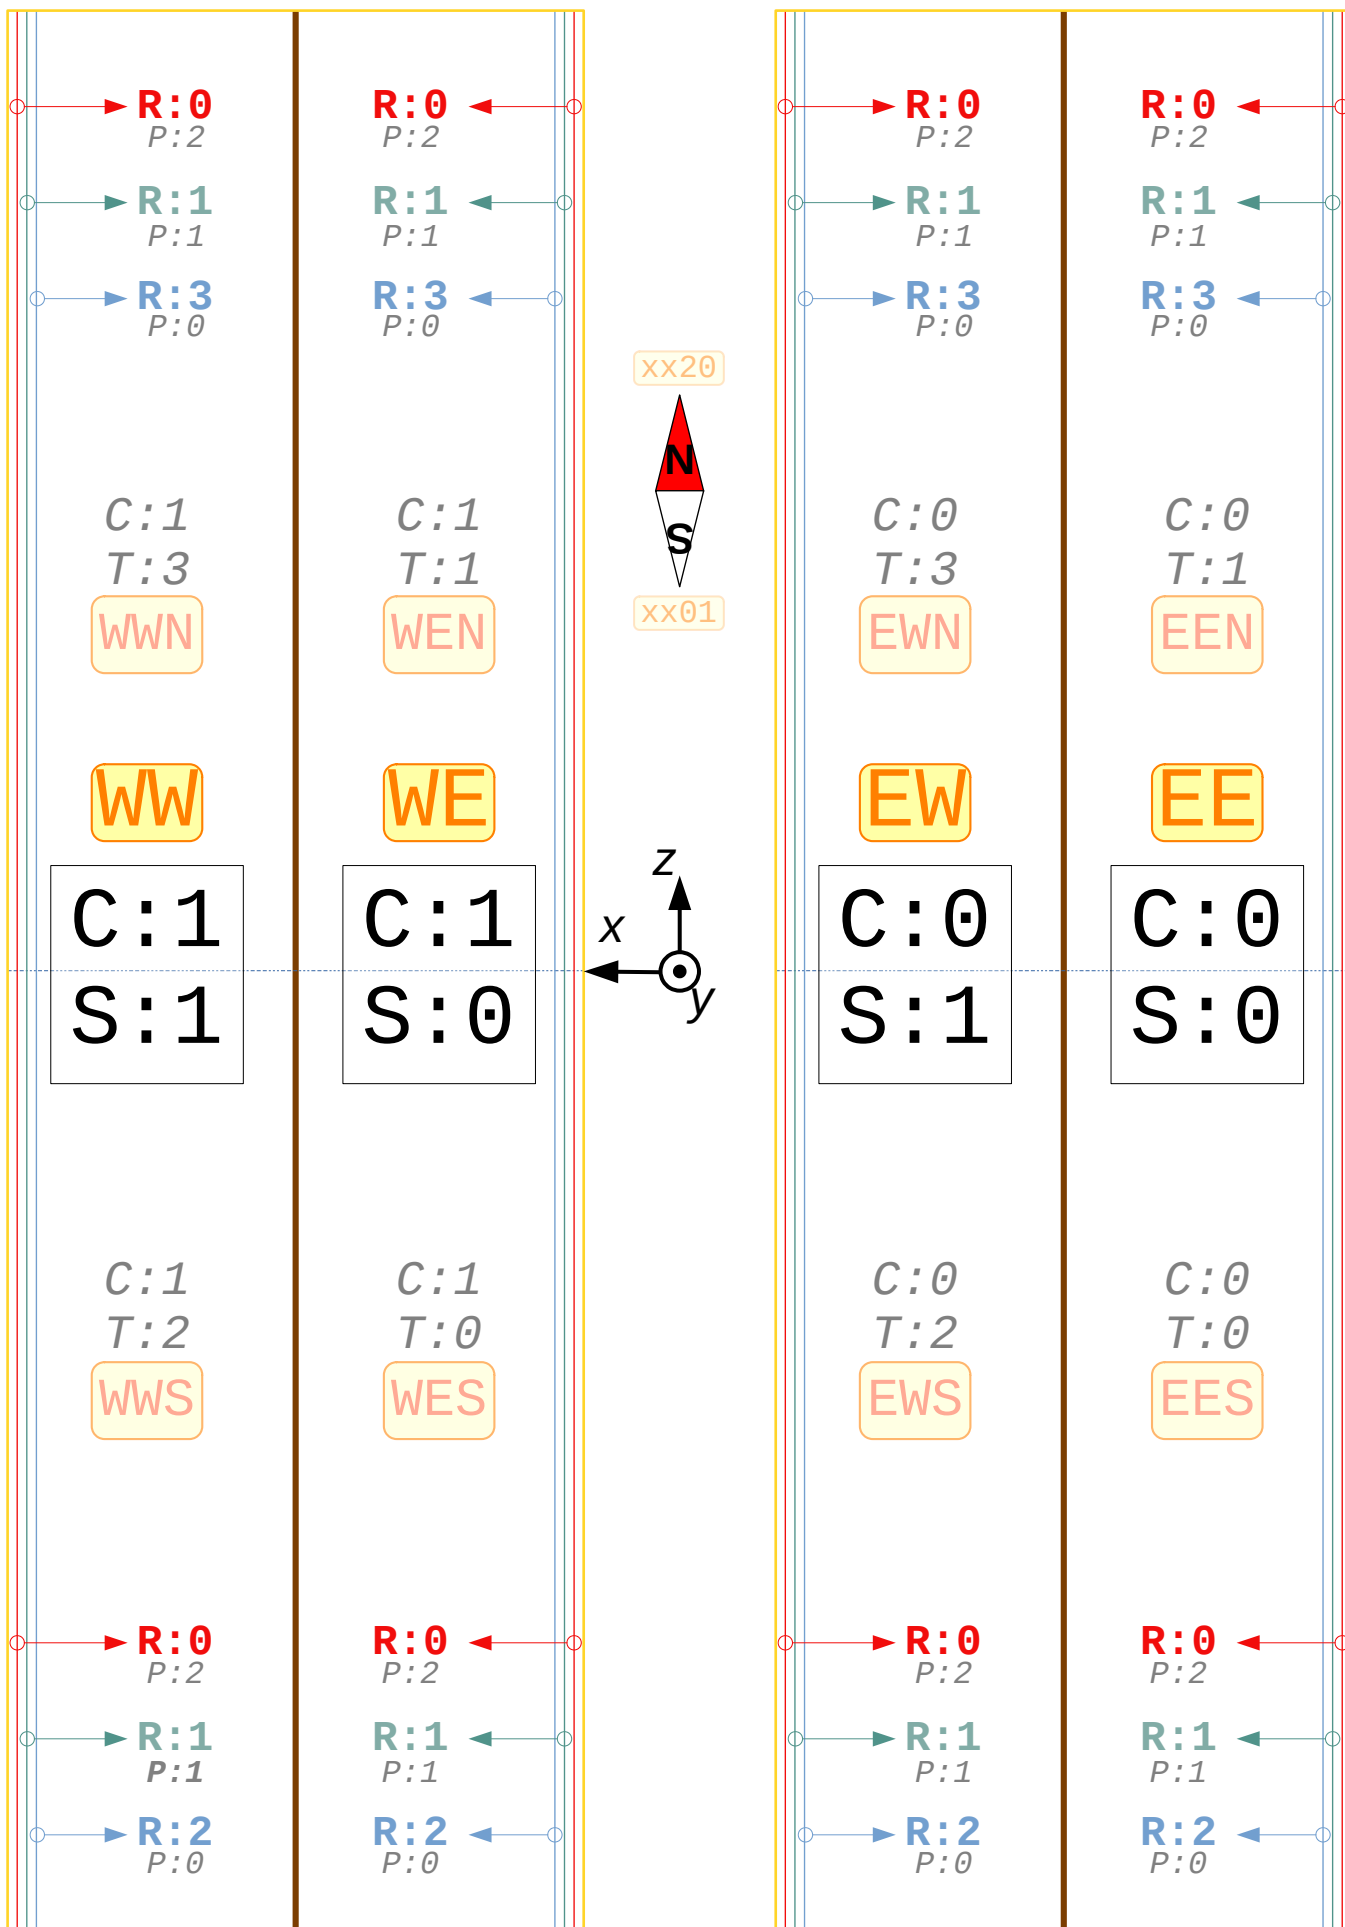 R:0 R:0 R:0 R:0
P:2 P:2 P:2 P:2
R:1 R:1 R:1 R:1
P:1 P:1 P:1 P:1
R:3 R:3 R:3 R:3
P:0 P:0 P:0 P:0
xx20
N
S
xx01
C:1 C:1 C:0 C:0
T:3 T:1 T:3 T:1
WWN WEN EWN EEN
WW WE EW EE
z
x
y
C:1 C:1 C:0 C:0
S:1 S:0 S:1 S:0
C:1 C:1 C:0 C:0
T:2 T:0 T:2 T:0
WWS WES EWS EES
R:0 R:0 R:0 R:0
P:2 P:2 P:2 P:2
R:1 R:1 R:1 R:1
P:1 P:1 P:1 P:1
R:2 R:2 R:2 R:2
P:0 P:0 P:0 P:0